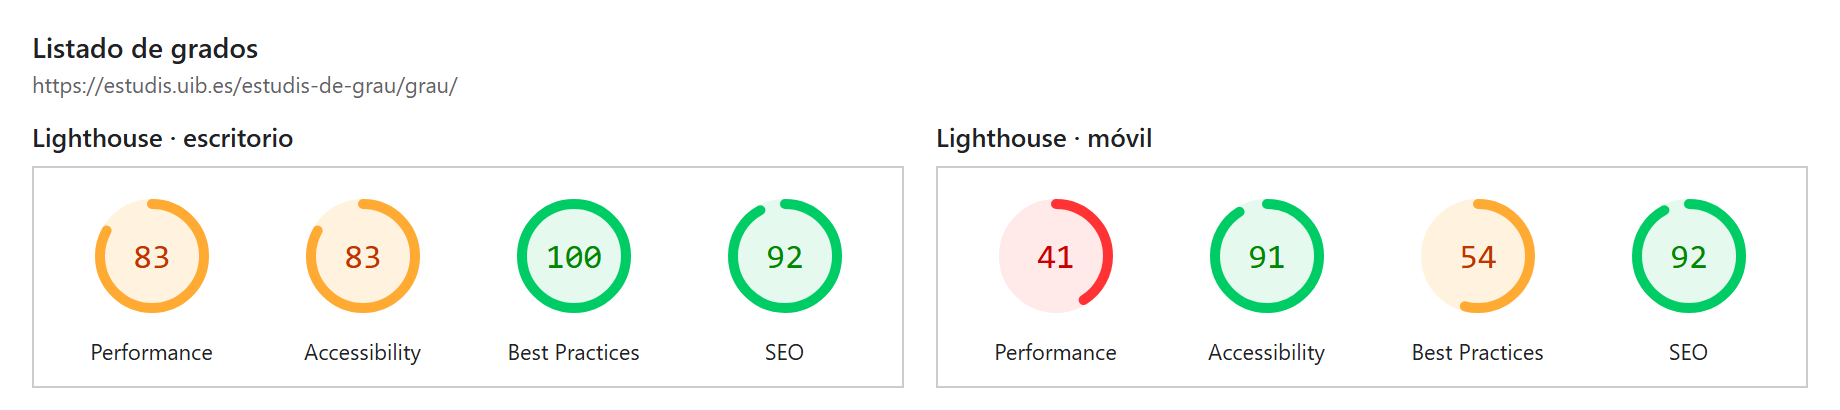 Listado de grados
https://estudis.uib.es/estudis-de-grau/grau/
Lighthouse · escritorio
83
83
100
92
Performance
Accessibility
Best Practices
SEO
Lighthouse · móvil
41
91
54
92
Performance
Accessibility
Best Practices
SEO